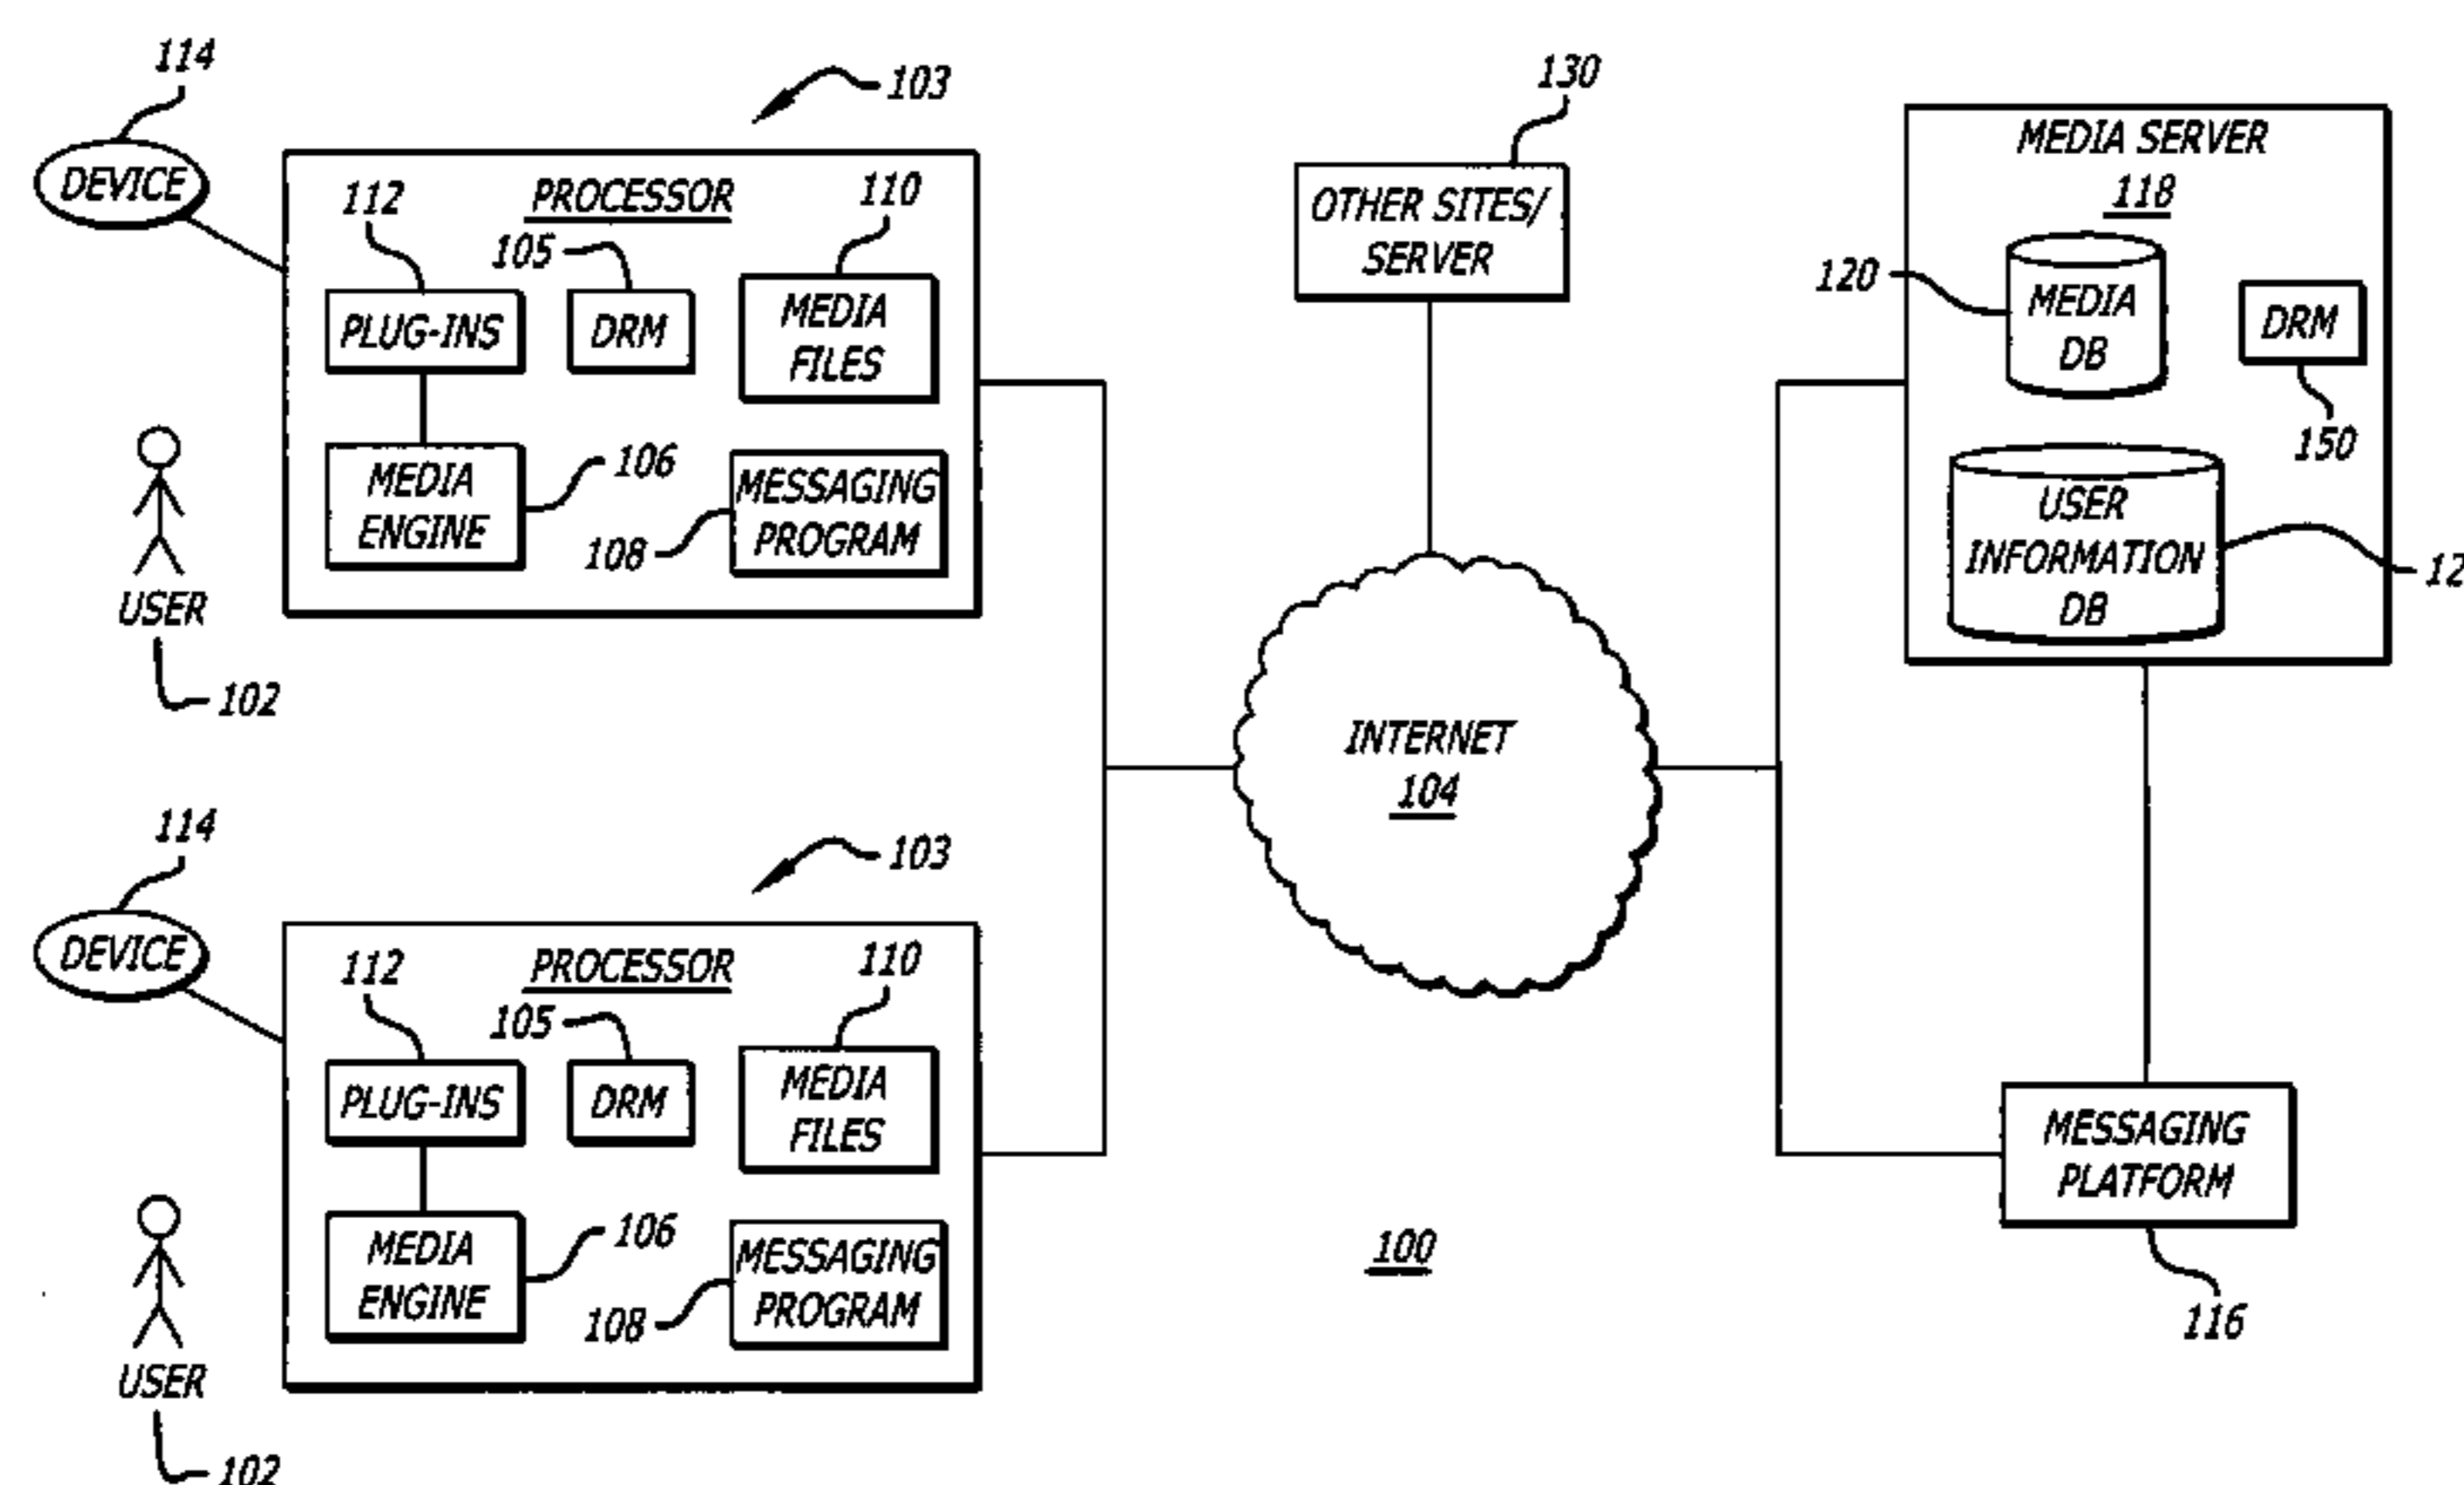 114
DEVICE
103
PROCESSOR
112
105
110
PLUG-INS
DRM
MEDIA
FILES
MEDIA
ENGINE
106
MESSAGING
PROGRAM
108
USER
102
130
OTHER SITES/
SERVER
INTERNET
104
MEDIA SERVER
118
120
MEDIA
DB
DRM
150
USER
INFORMATION
DB
12
114
DEVICE
103
PROCESSOR
112
105
110
PLUG-INS
DRM
MEDIA
FILES
MEDIA
ENGINE
106
MESSAGING
PROGRAM
108
USER
102
100
MESSAGING
PLATFORM
116